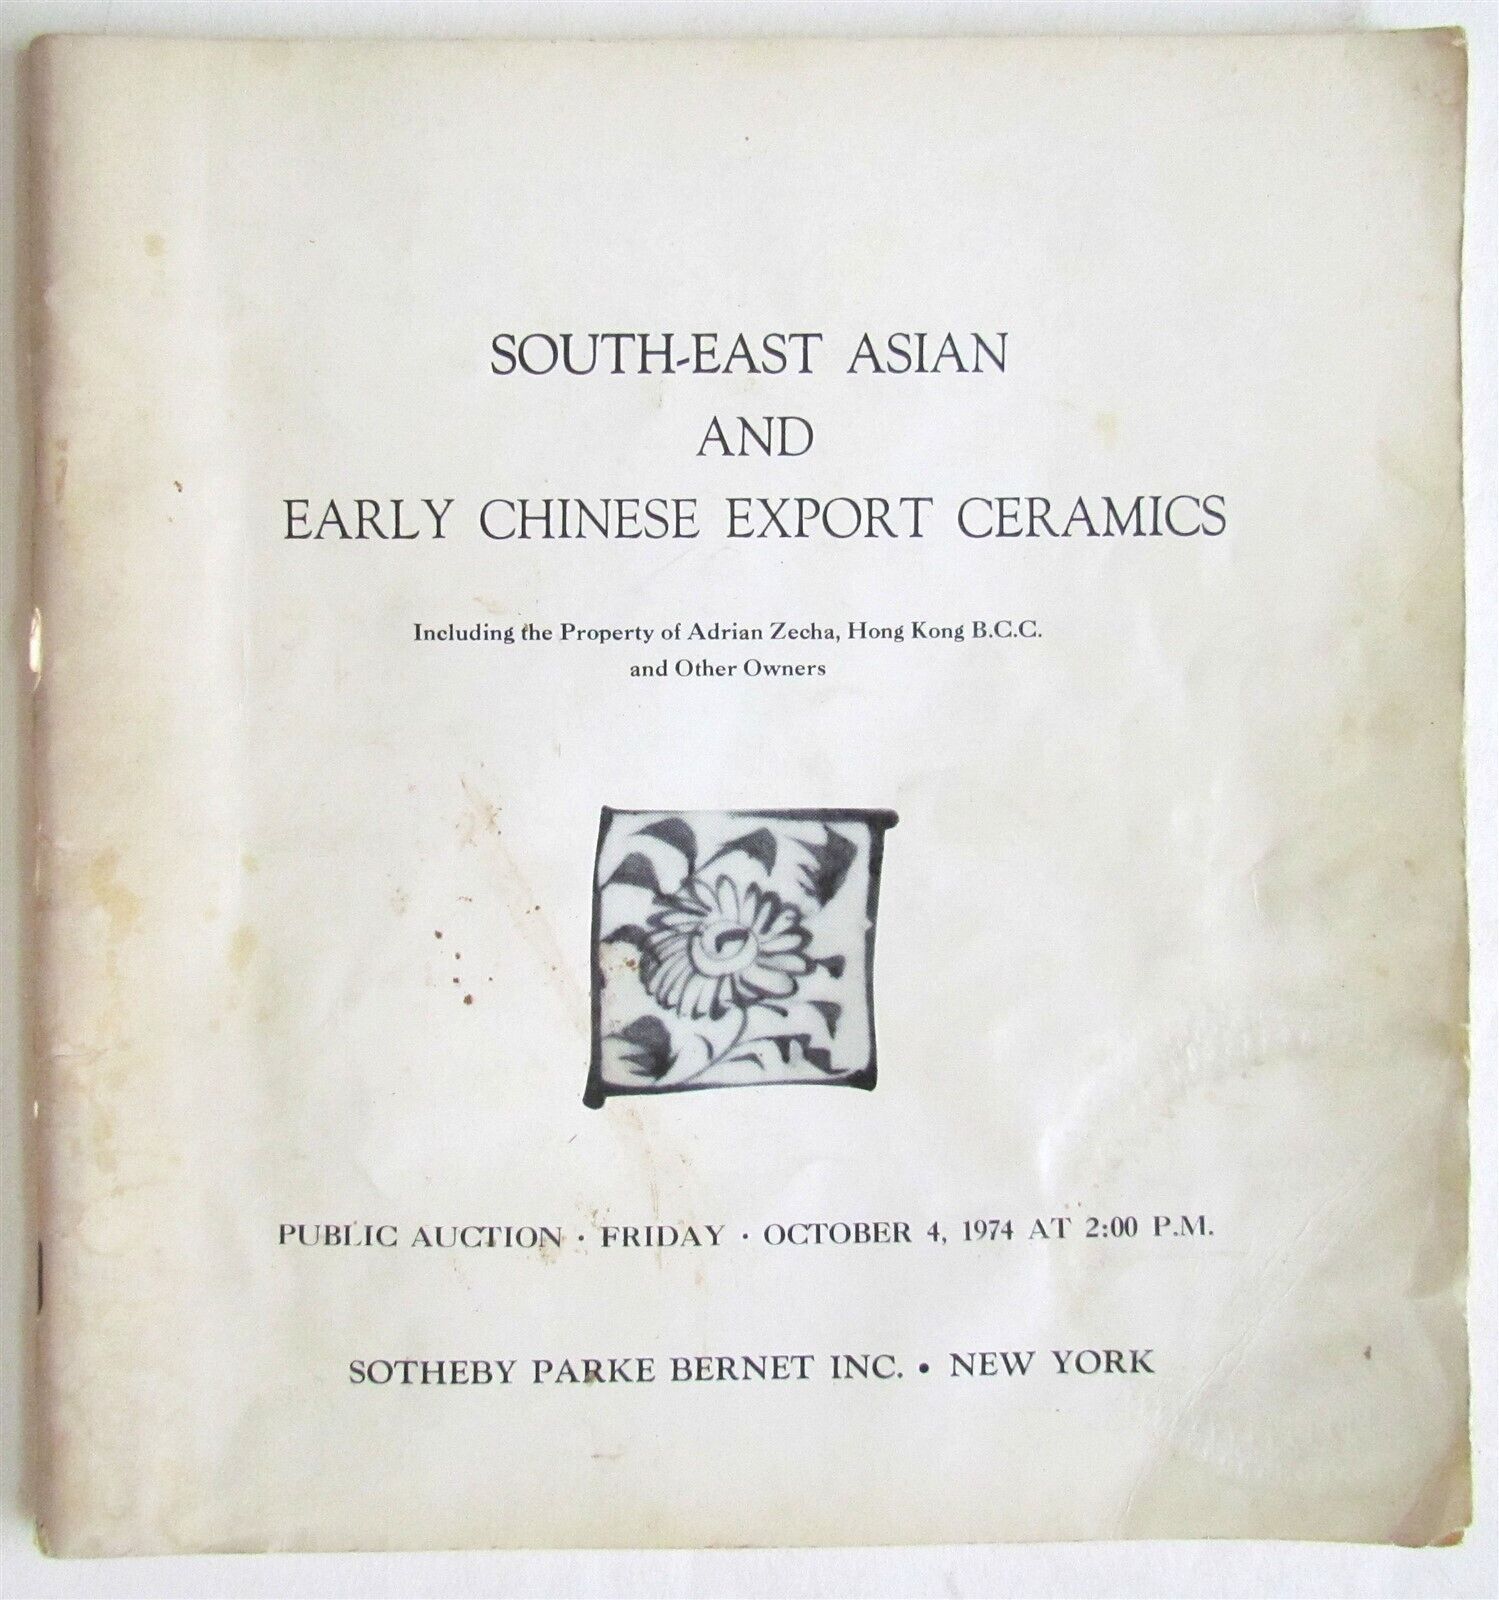 SOUTH-EAST ASIAN
AND
EARLY CHINESE EXPORT CERAMICS
Including the Property of Adrian Zecha, Hong Kong B.C.C.
and Other Owners
PUBLIC AUCTION · FRIDAY · OCTOBER 4, 1974 AT 2:00 P.M.
SOTHEBY PARKE BERNET INC. • NEW YORK